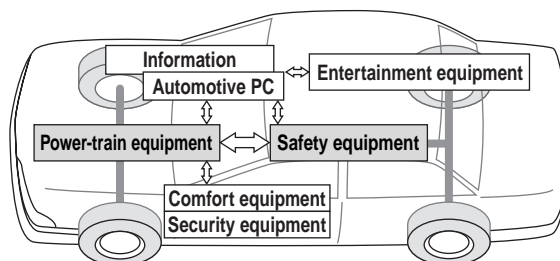 Information
Automotive PC
Entertainment equipment
Power-train equipment
Safety equipment
Comfort equipment
Security equipment